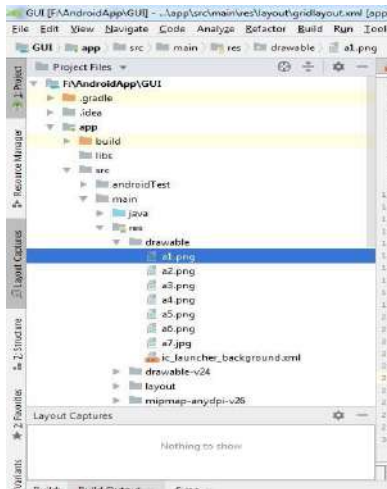 GUI [F:\AndroidApp\GUI] - ...\app\src\main\res\layout\gridlayout.xml [app
File Edit View Navigate Code Analyze Refactor Build Run Tool
GUI app src main res drawable a1.png
Project Files
F:\AndroidApp\GUI
.gradle
.idea
app
build
libs
src
androidTest
main
java
res
drawable
a1.png
a2.png
a3.png
a4.png
a5.png
a6.png
a7.jpg
ic_launcher_background.xml
drawable-v24
layout
mipmap-anydpi-v26
Layout Captures
Nothing to show
1: Project
Resource Manager
Layout Captures
Z: Structure
2: Favorites
Variants